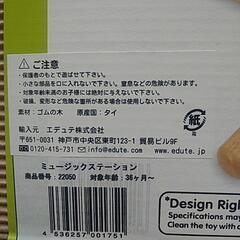 ⚠ ご注意
・保護者のもとで遊ばせて下さい。
・小さな部品を口に入れないで下さい。窒息などの危険があります。
・対象年齢未満のお子様には決して与えないで下さい。
・破損、変形など危険な箇所がある場合は使用しないで下さい。
素材：ゴムの木 原産国：タイ
紙
輸入元 エデュテ株式会社
〒651-0031 神戸市中央区東町123-1 貿易ビル9F
0120-415-731 info@edute.jp www.edute.jp
ミュージックステーション
商品番号：22050 対象年齢：36ヶ月～
4 536257 001751
*Design Righ
Specifications may
Clean the toy with a